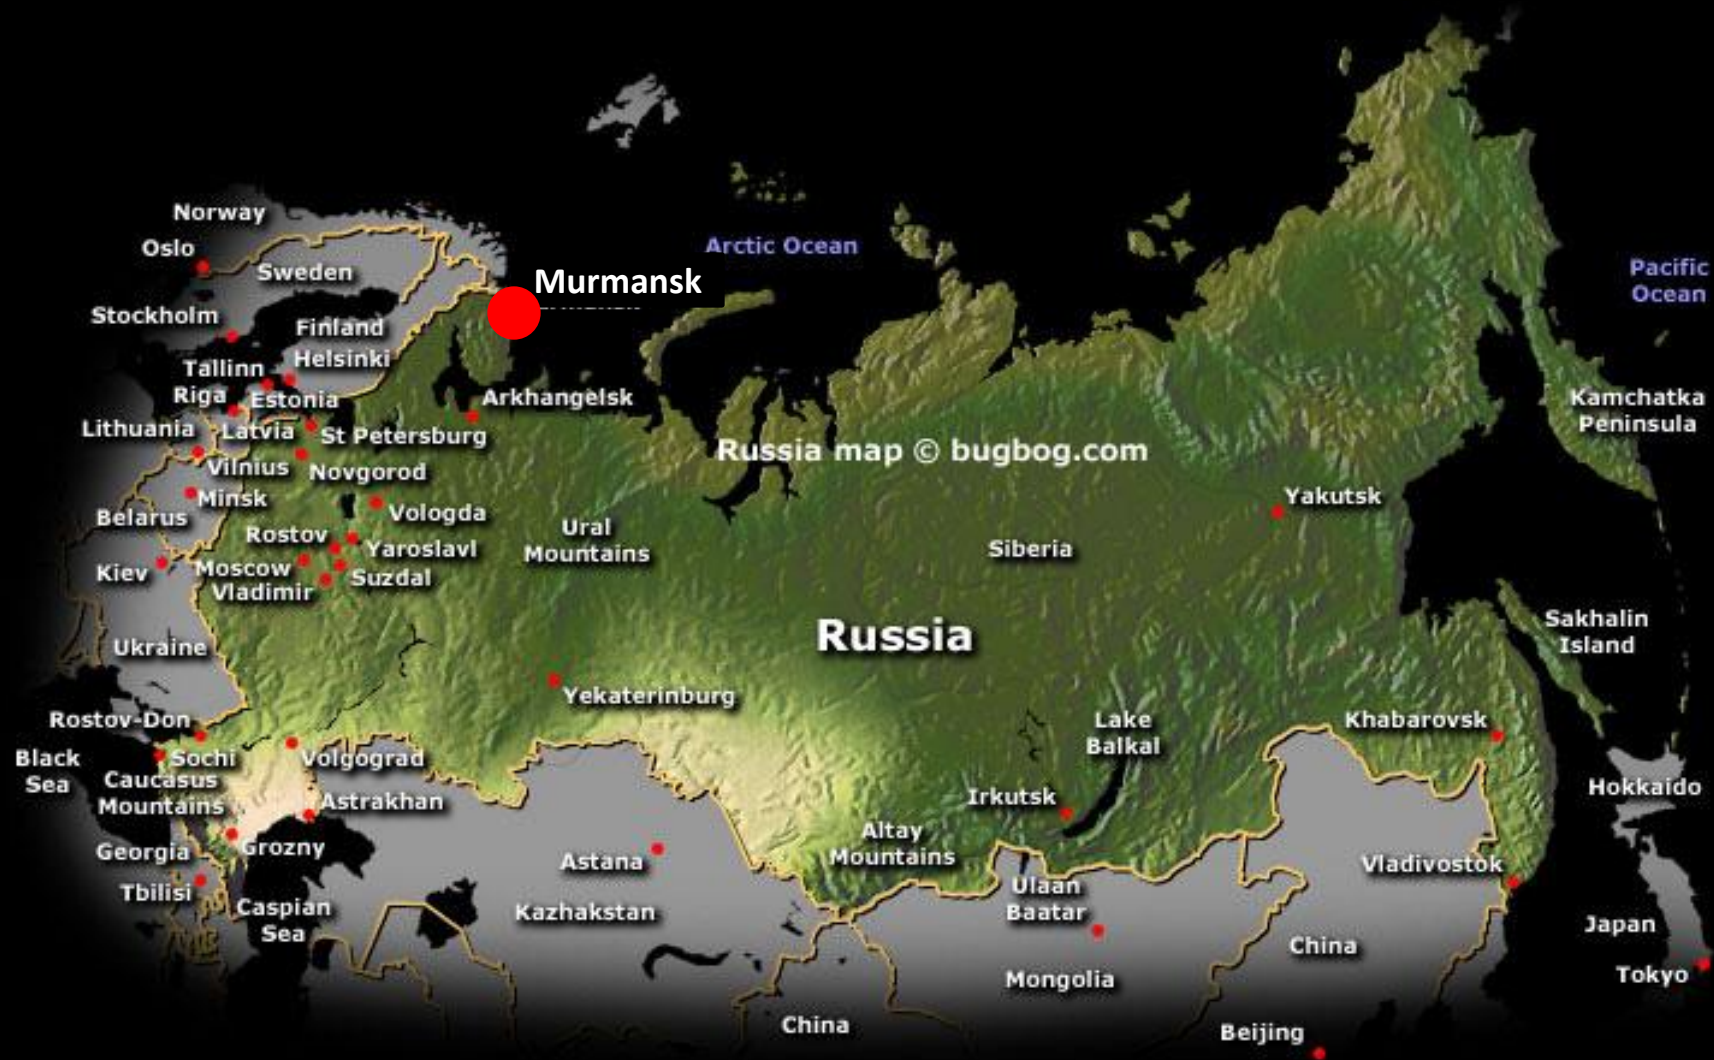 Norway
Oslo
Sweden
Arctic Ocean
Pacific
Ocean
Murmansk
Stockholm
Finland
Helsinki
Tallinn
Riga
Estonia
Arkhangelsk
Kamchatka
Peninsula
Lithuania
Latvia
St Petersburg
Russia map © bugbog.com
Vilnius
Novgorod
Minsk
Yakutsk
Belarus
Vologda
Rostov
Ural
Mountains
Yaroslavl
Siberia
Kiev
Moscow
Suzdal
Vladimir
Sakhalin
Island
Russia
Ukraine
Yekaterinburg
Rostov-Don
Lake
Balkal
Khabarovsk
Black
Sea
Sochi
Volgograd
Caucasus
Mountains
Astrakhan
Irkutsk
Hokkaido
Altay
Mountains
Georgia
Grozny
Astana
Vladivostok
Tbilisi
Ulaan
Baatar
Caspian
Sea
Kazhakstan
Japan
China
Mongolia
Tokyo
China
Beijing